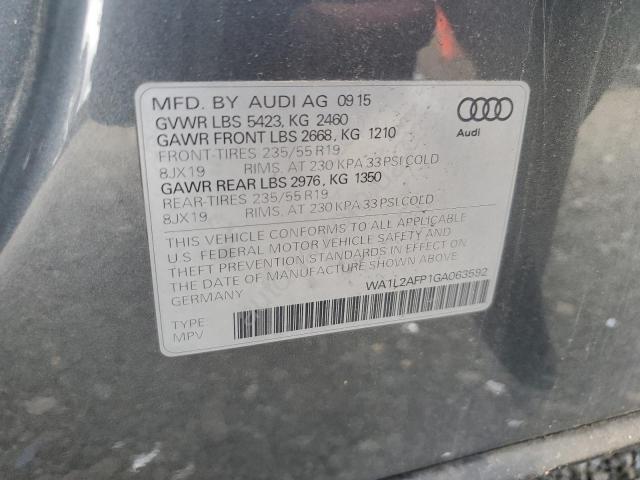 MFD. BY AUDI AG 09 15
GVWR LBS 5423, KG 2460
GAWR FRONT LBS 2668, KG 1210
FRONT-TIRES 235/55 R19
8JX19 RIMS. AT 230 KPA 33 PSI COLD
GAWR REAR LBS 2976, KG 1350
REAR-TIRES 235/55 R19
8JX19 RIMS. AT 230 KPA 33 PSI COLD
Audi
THIS VEHICLE CONFORMS TO ALL APPLICABLE
U.S. FEDERAL MOTOR VEHICLE SAFETY AND
THEFT PREVENTION STANDARDS IN EFFECT ON
THE DATE OF MANUFACTURE SHOWN ABOVE.
GERMANY
WA1L2AFP1GA063592
TYPE:
MPV